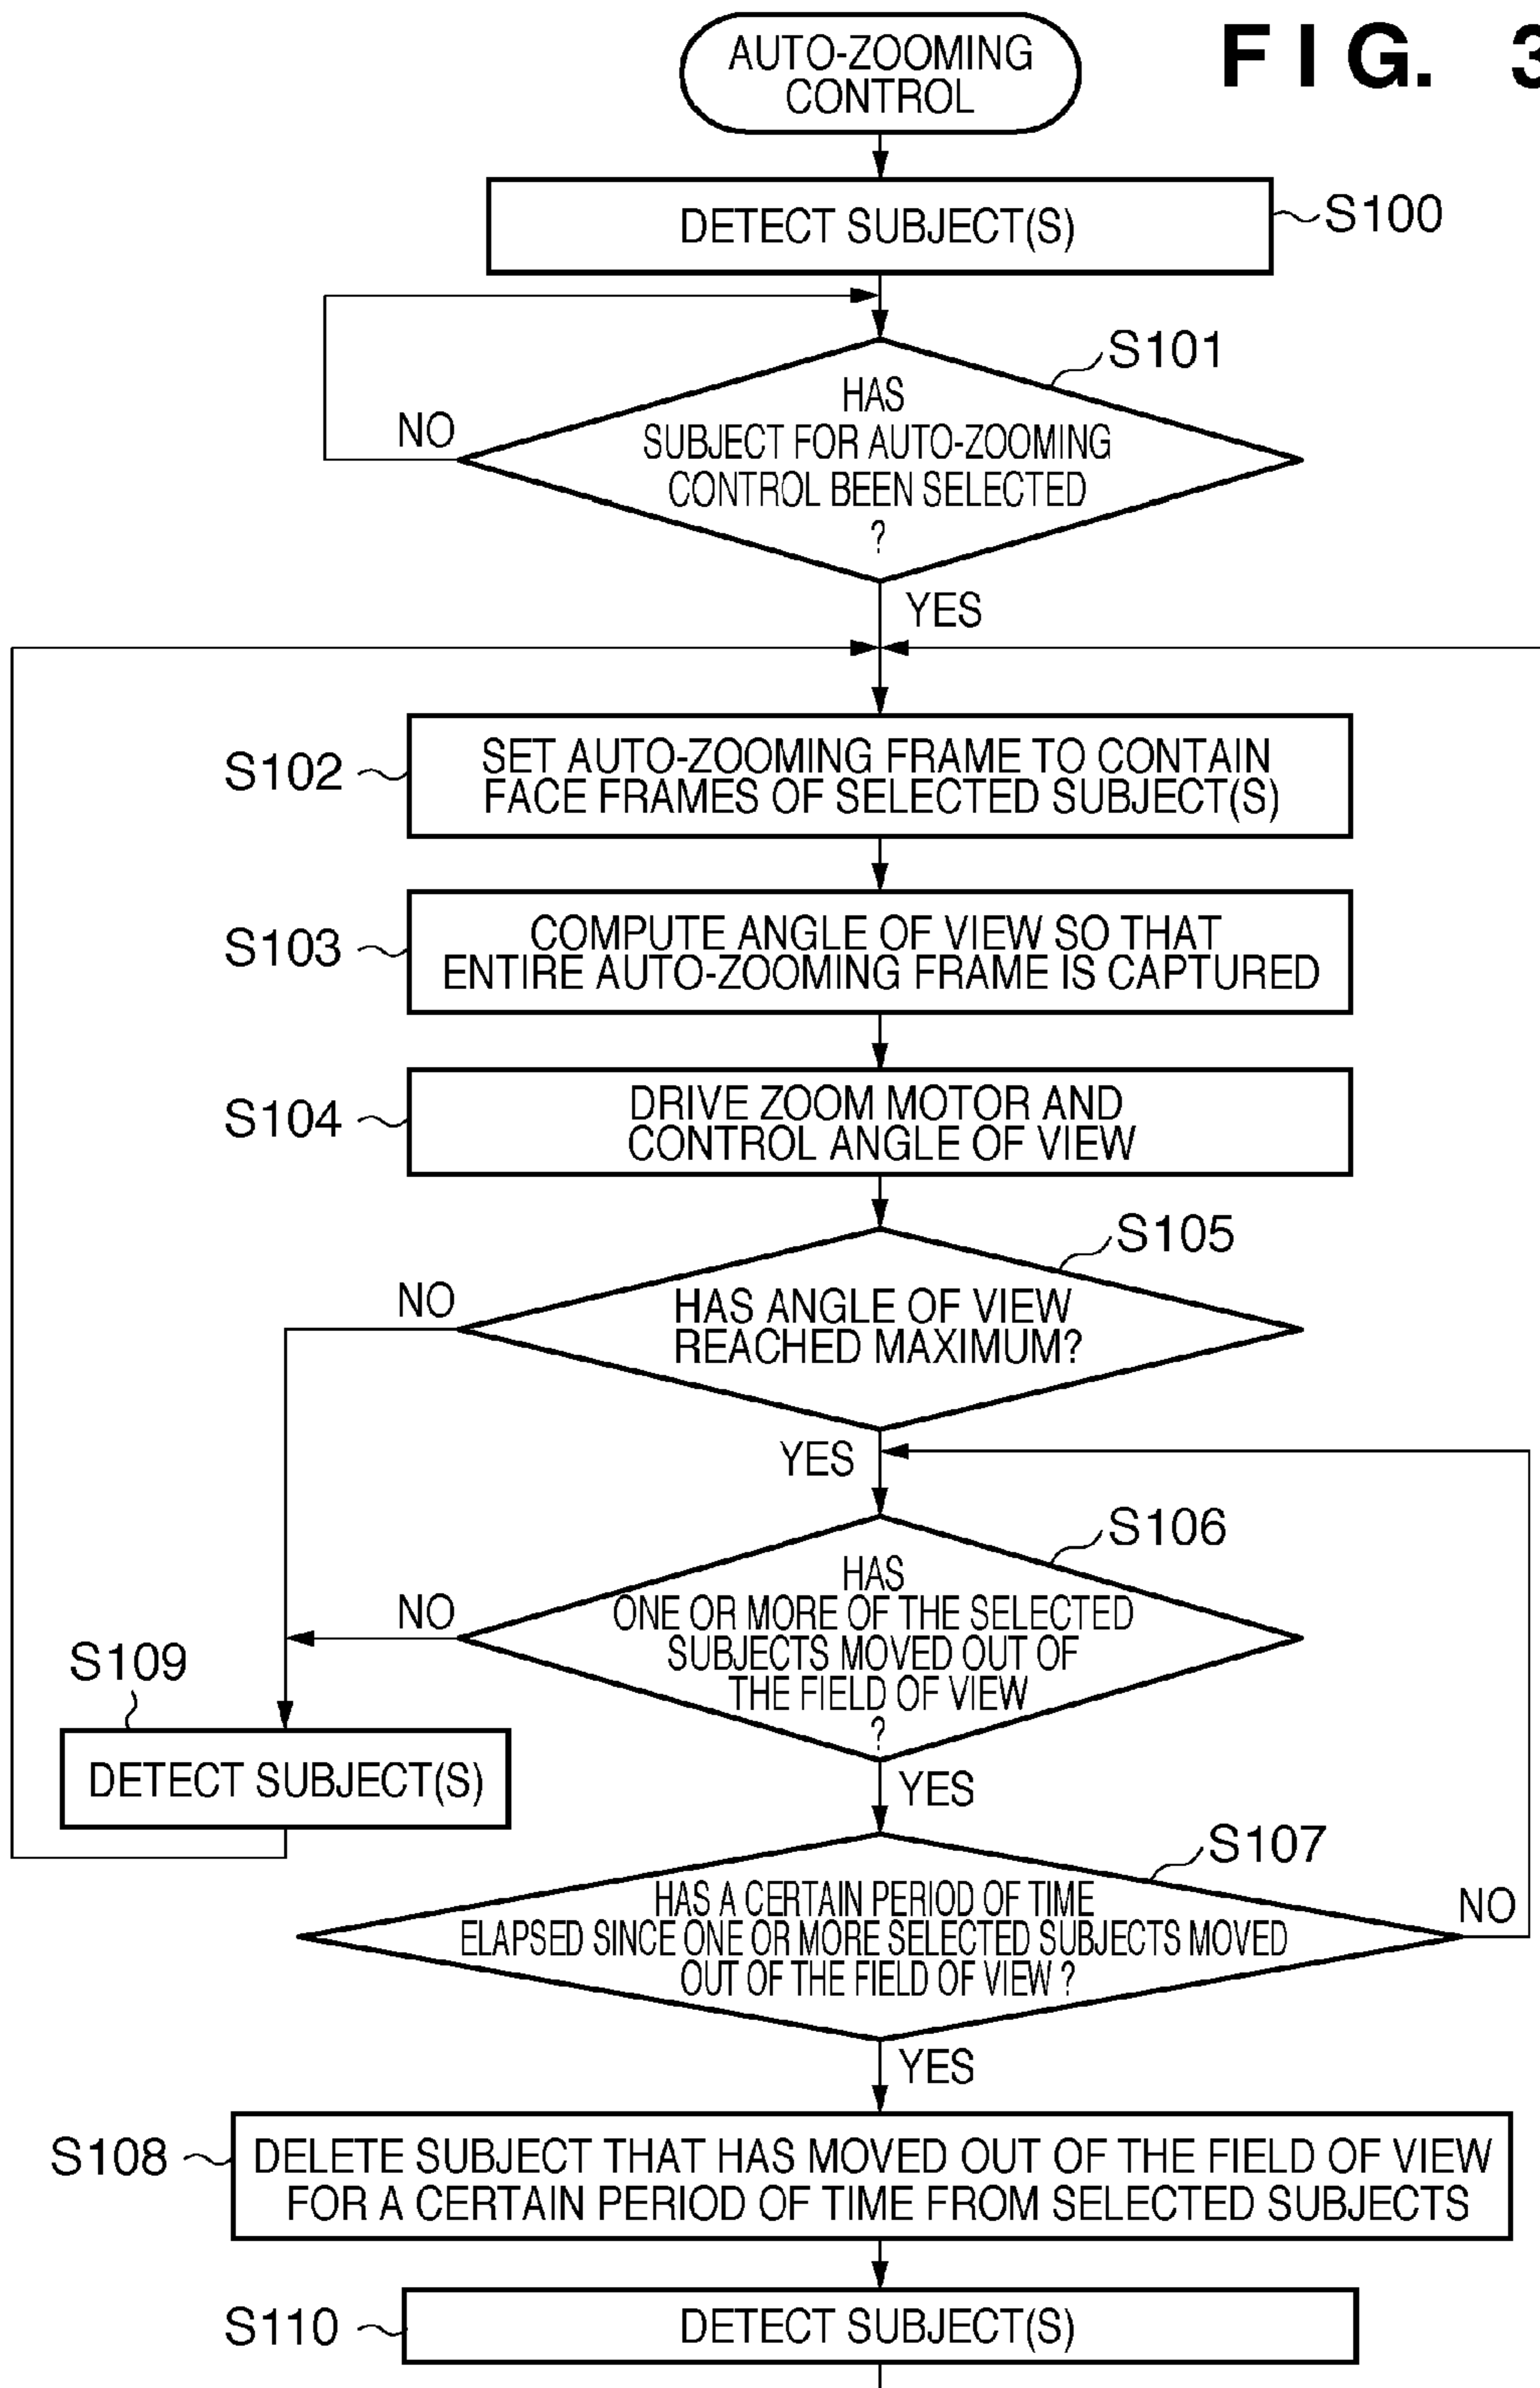 AUTO-ZOOMING
CONTROL
FIG. 3
DETECT SUBJECT(S)
S100
S101
HAS
SUBJECT FOR AUTO-ZOOMING
CONTROL BEEN SELECTED
?
NO
YES
S102
SET AUTO-ZOOMING FRAME TO CONTAIN
FACE FRAMES OF SELECTED SUBJECT(S)
S103
COMPUTE ANGLE OF VIEW SO THAT
ENTIRE AUTO-ZOOMING FRAME IS CAPTURED
S104
DRIVE ZOOM MOTOR AND
CONTROL ANGLE OF VIEW
S105
NO
HAS ANGLE OF VIEW
REACHED MAXIMUM?
YES
S106
HAS
ONE OR MORE OF THE SELECTED
SUBJECTS MOVED OUT OF
THE FIELD OF VIEW
?
NO
S109
DETECT SUBJECT(S)
YES
S107
HAS A CERTAIN PERIOD OF TIME
ELAPSED SINCE ONE OR MORE SELECTED SUBJECTS MOVED
OUT OF THE FIELD OF VIEW ?
NO
YES
S108
DELETE SUBJECT THAT HAS MOVED OUT OF THE FIELD OF VIEW
FOR A CERTAIN PERIOD OF TIME FROM SELECTED SUBJECTS
S110
DETECT SUBJECT(S)